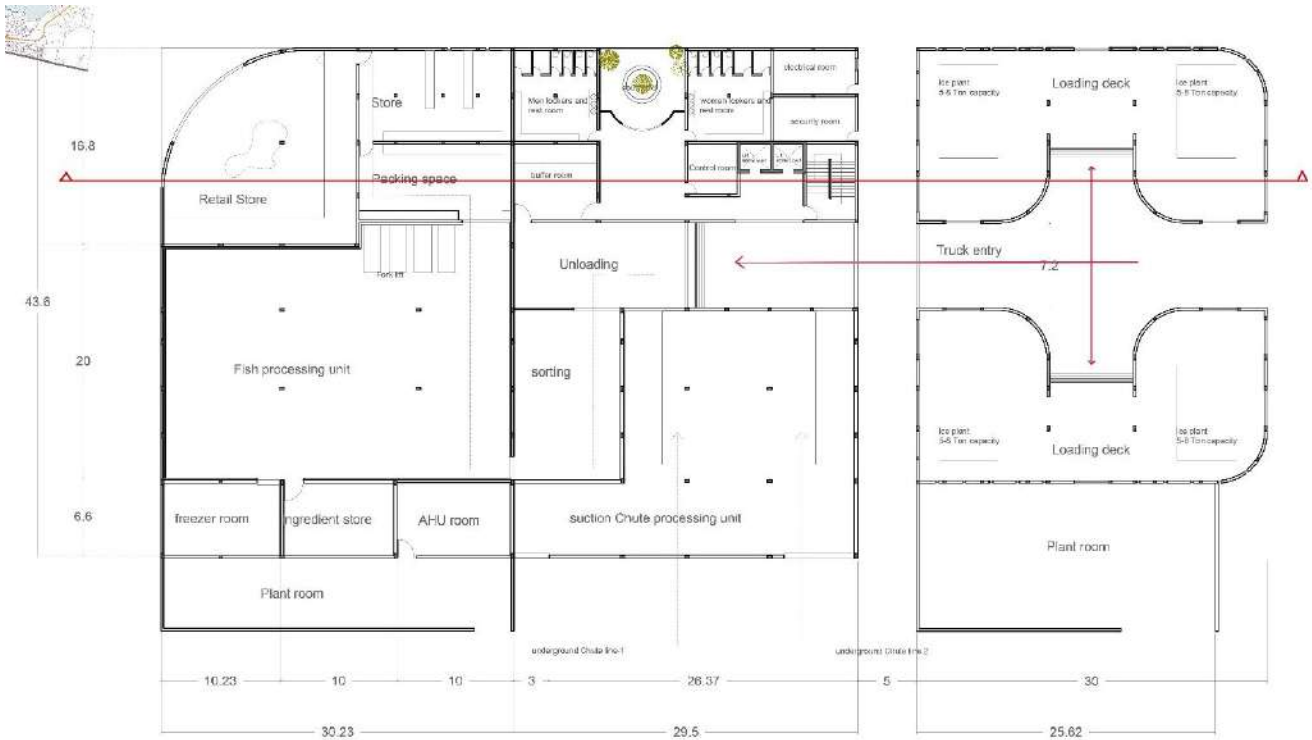 electrical room
Ice plant
5-8 Ton capacity
Loading deck
Ice plant
5-8 Ton capacity
Store
Men lockers and
rest room
women lockers and
rest room
security room
16.8
Packing space
buffer room
Control room
Retail Store
Unloading
Truck entry
7.2
Fork lift
43.6
20
Fish processing unit
sorting
Ice plant
5-8 Ton capacity
Loading deck
Ice plant
5-8 Ton capacity
6.6
freezer room
ngredient store
AHU room
suction Chute processing unit
Plant room
Plant room
underground Chute line-1
underground Chute line-2
10.23
10
10
3
26.37
5
30
30.23
29.5
25.62